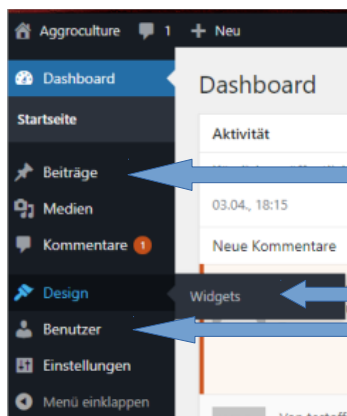 Aggroculture 1 + Neu
Dashboard
Dashboard
Startseite
Aktivität
Beiträge
Medien
03.04., 18:15
Kommentare 1
Neue Kommentare
Design
Widgets
Benutzer
Einstellungen
Menü einklappen